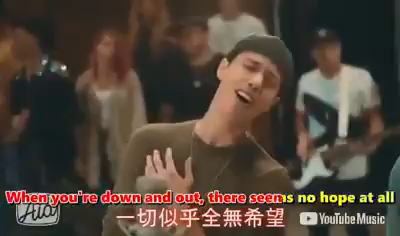 When you're down and out, there seems no hope at all
一切似乎全無希望
YouTube Music